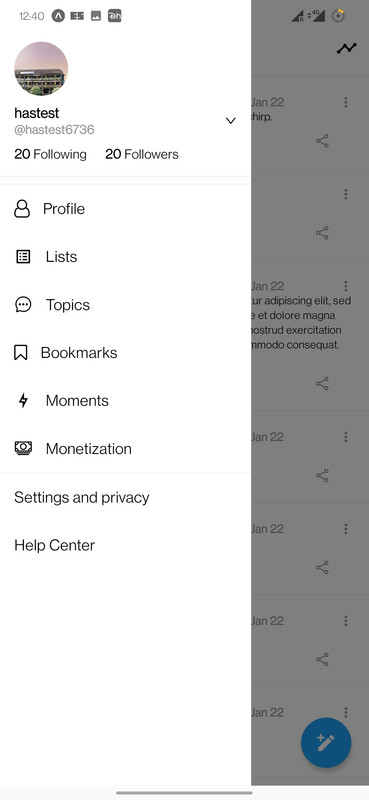 12:40
4G
hastest
@hastest6736
20 Following 20 Followers
Profile
Lists
Topics
Bookmarks
Moments
Monetization
Settings and privacy
Help Center
Jan 22
chirp.
Jan 22
tur adipiscing elit, sed
e et dolore magna
nostrud exercitation
mmodo consequat.
Jan 22
Jan 22
Jan 22
Jan 22